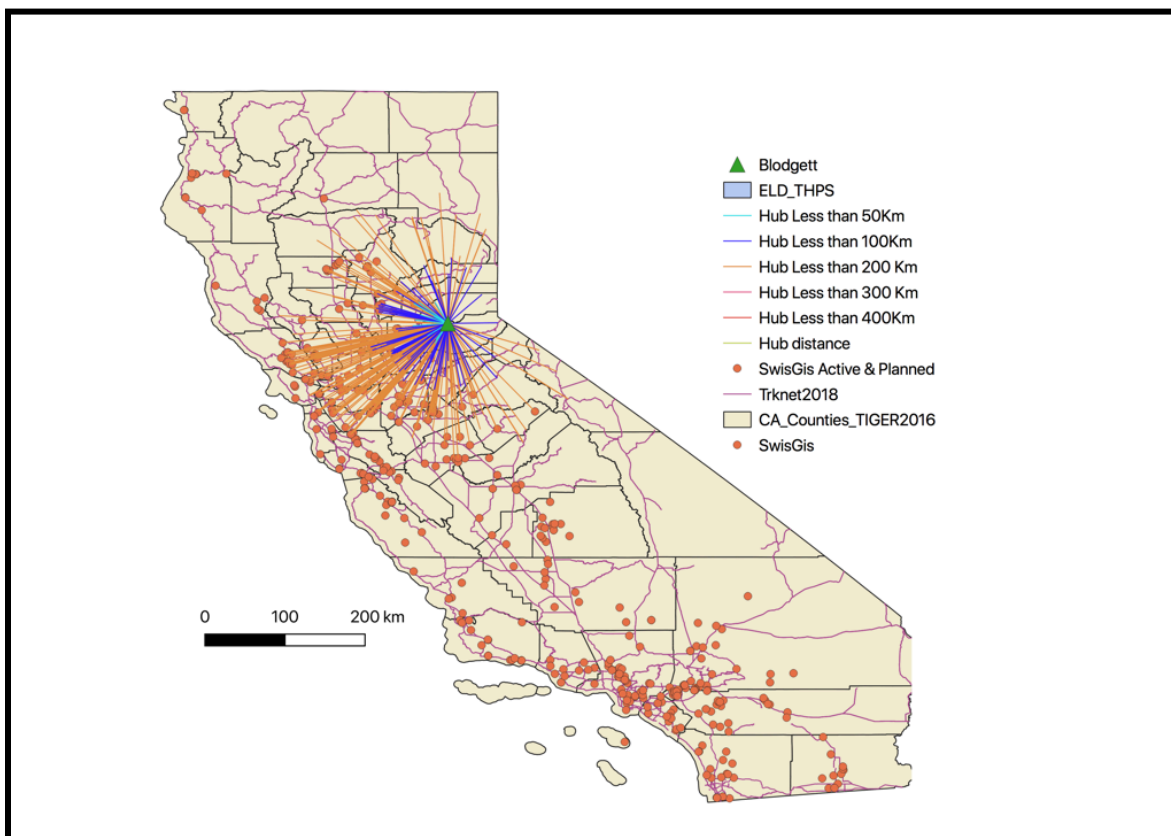 Blodgett
ELD_THPS
Hub Less than 50Km
Hub Less than 100Km
Hub Less than 200 Km
Hub Less than 300 Km
Hub Less than 400Km
Hub distance
SwisGis Active & Planned
Trknet2018
CA_Counties_TIGER2016
SwisGis
0 100 200 km